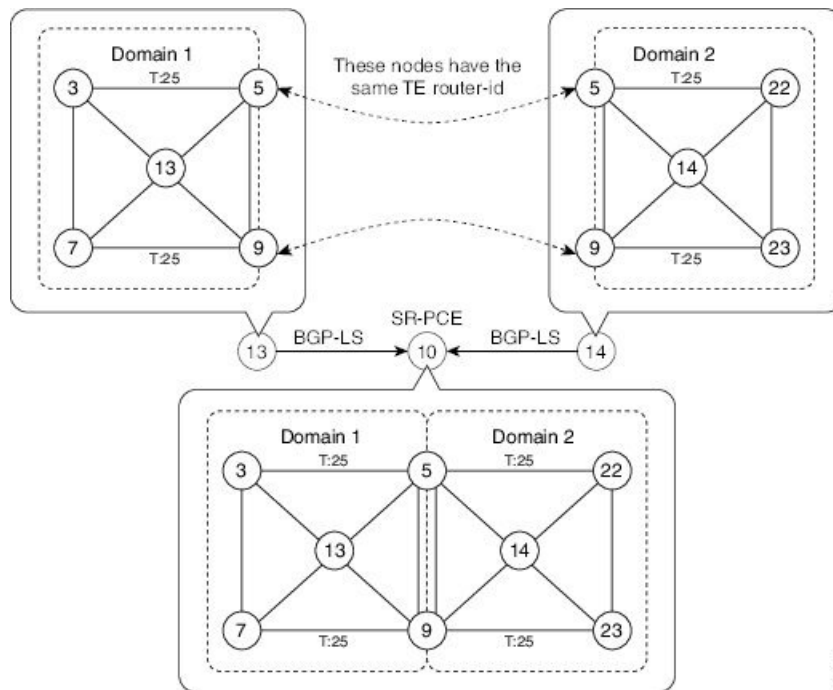 Domain 1
T:25
3
5
13
7
9
T:25
These nodes have the
same TE router-id
Domain 2
T:25
5
22
14
9
23
T:25
SR-PCE
13
BGP-LS
10
BGP-LS
14
Domain 1
Domain 2
T:25
T:25
3
5
22
13
14
7
9
23
T:25
T:25